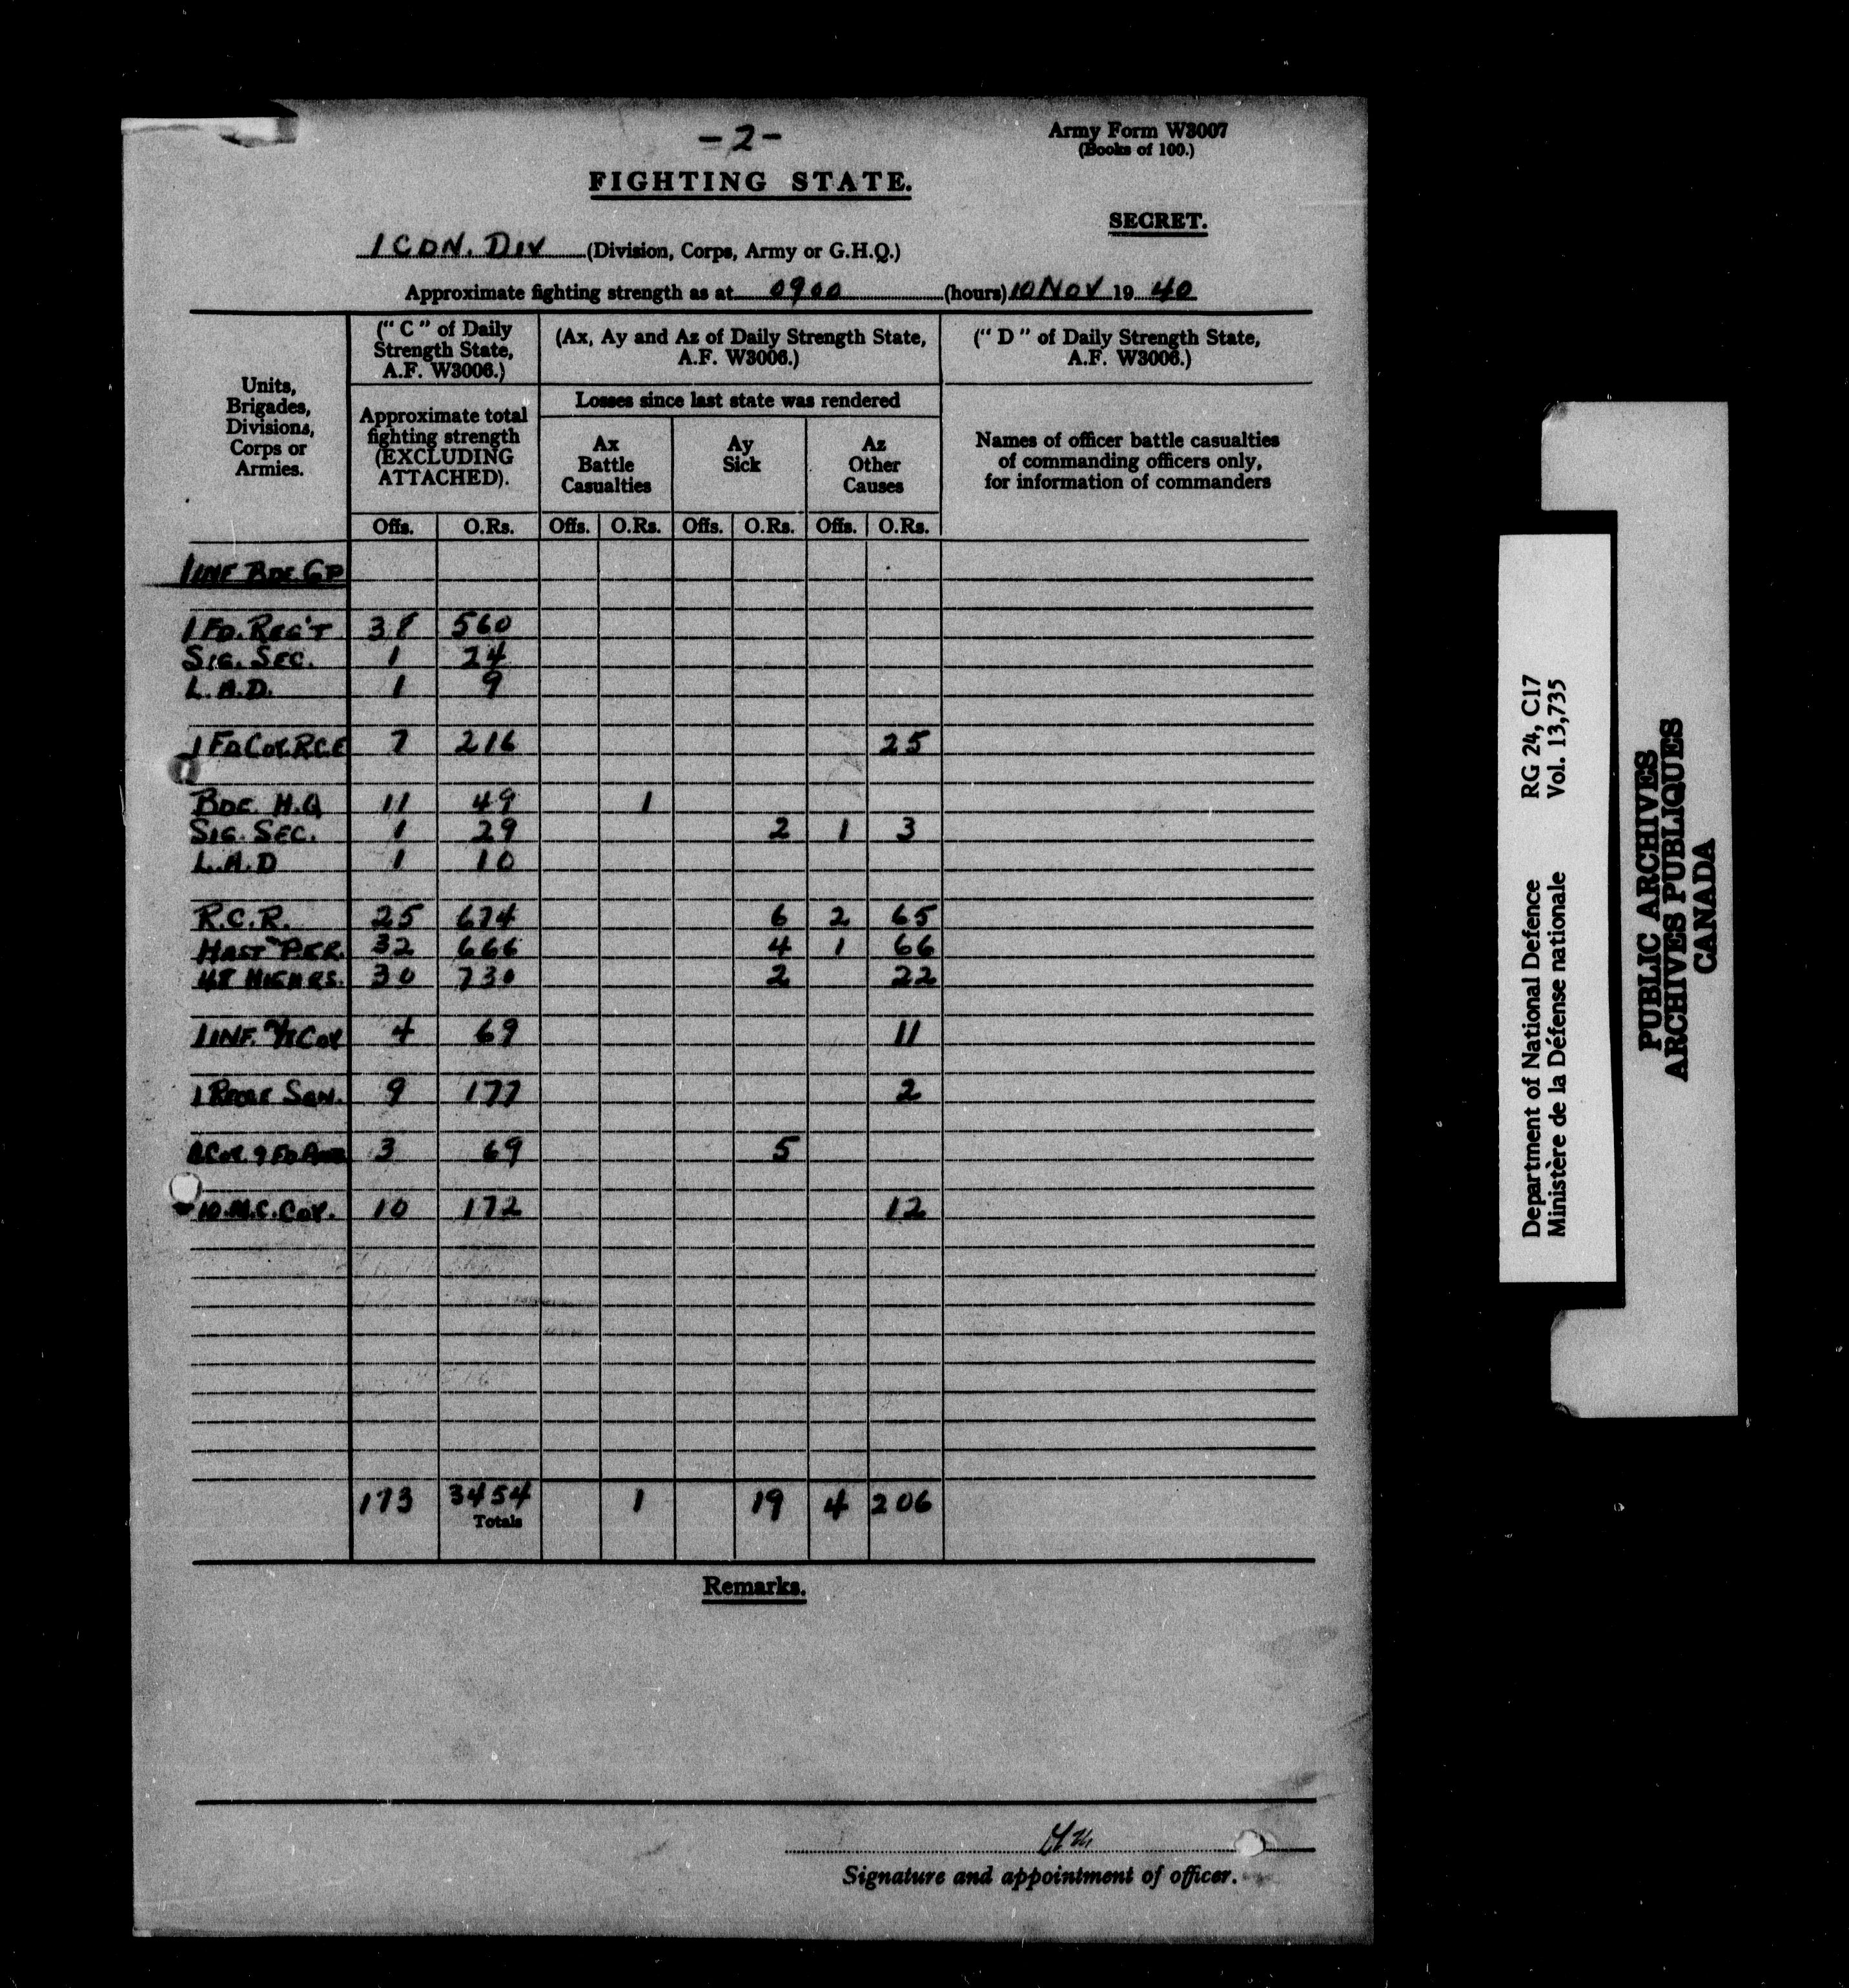 - 2 -
Army Form W3007
(Books of 100.)
FIGHTING STATE.
SECRET.
1 CDN. DIV (Division, Corps, Army or G.H.Q.)
Approximate fighting strength as at 0900 (hours) 10 NOV 19 40
Units, Brigades, Divisions, Corps or Armies.
(" C " of Daily Strength State, A.F. W3006.)
(Ax, Ay and Az of Daily Strength State, A.F. W3006.)
(" D " of Daily Strength State, A.F. W3006.)
Approximate total fighting strength (EXCLUDING ATTACHED).
Losses since last state was rendered
Ax Battle Casualties
Ay Sick
Az Other Causes
Names of officer battle casualties of commanding officers only, for information of commanders
Offs. O.Rs. Offs. O.Rs. Offs. O.Rs. Offs. O.Rs.
1 INF BDE GP
1 FD. REG'T 38 560
SIG. SEC. 1 24
L.A.D. 1 9
1 FD COY. RCE 7 216 25
BDE H.Q 11 49 1
SIG. SEC. 1 29 2 1 3
L.A.D 1 10
R.C.R. 25 674 6 2 65
HAST & P.E.R. 32 666 4 1 66
48 HIGHRS. 30 730 2 22
1 INF. A/T COY 4 69 11
1 RECCE SQN. 9 177 2
COY. 9 FD AMB 3 69 5
10. M.C. COY. 10 172 12
173 3454 1 19 4 206
Totals
Remarks.
Signature and appointment of officer.
Department of National Defence RG 24, C17
Ministère de la Défense nationale Vol. 13,735
PUBLIC ARCHIVES
ARCHIVES PUBLIQUES
CANADA